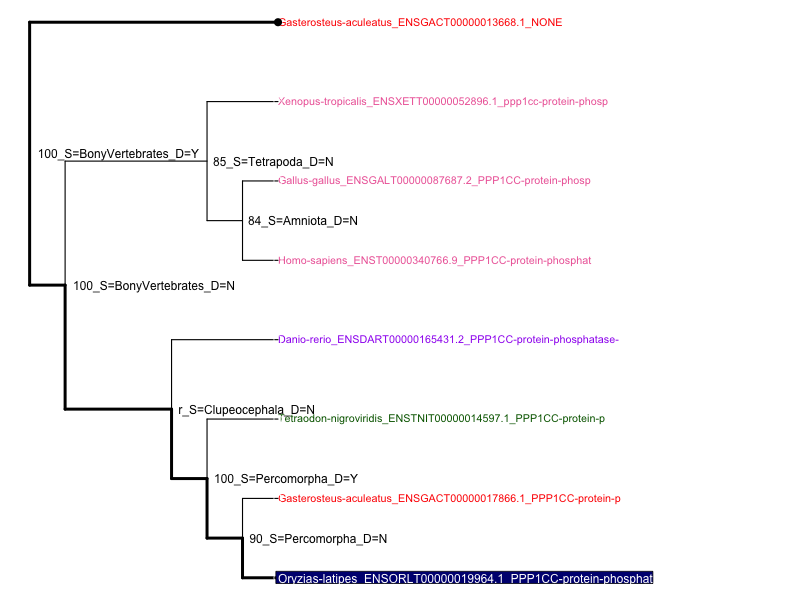 Gasterosteus-aculeatus_ENSGACT00000013668.1_NONE
Xenopus-tropicalis_ENSXETT00000052896.1_ppp1cc-protein-phosp
100_S=BonyVertebrates_D=Y
85_S=Tetrapoda_D=N
Gallus-gallus_ENSGALT00000087687.2_PPP1CC-protein-phosp
84_S=Amniota_D=N
Homo-sapiens_ENST00000340766.9_PPP1CC-protein-phosphat
100_S=BonyVertebrates_D=N
Danio-rerio_ENSDART00000165431.2_PPP1CC-protein-phosphatase-
r_S=Clupeocephala_D=N
Tetraodon-nigroviridis_ENSTNIT00000014597.1_PPP1CC-protein-p
100_S=Percomorpha_D=Y
Gasterosteus-aculeatus_ENSGACT00000017866.1_PPP1CC-protein-p
90_S=Percomorpha_D=N
Oryzias-latipes_ENSORLT00000019964.1_PPP1CC-protein-phosphat